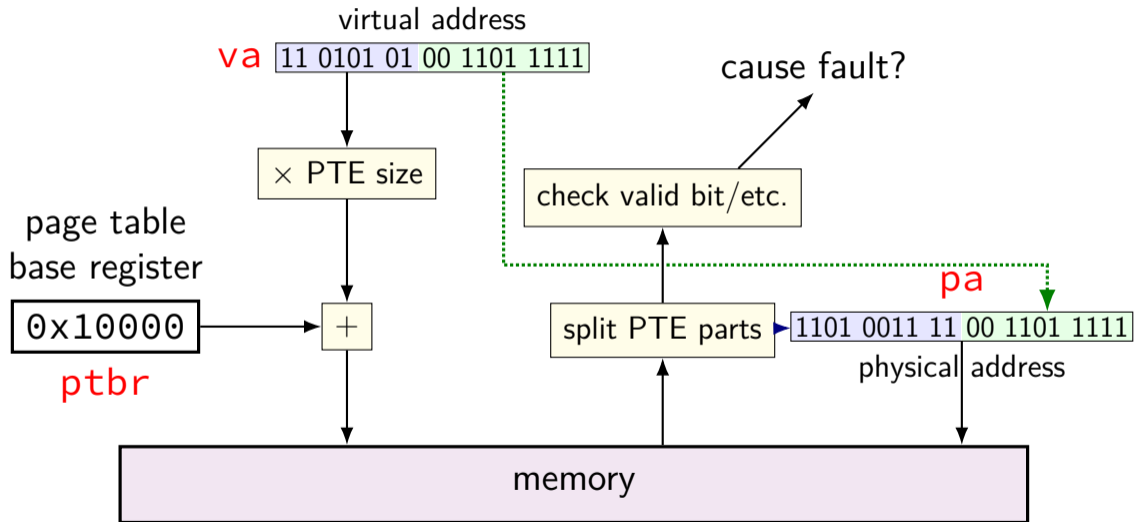 virtual address
va
11 0101 01 00 1101 1111
cause fault?
× PTE size
check valid bit/etc.
page table
base register
0x10000
ptbr
+
split PTE parts
pa
1101 0011 11 00 1101 1111
physical address
memory